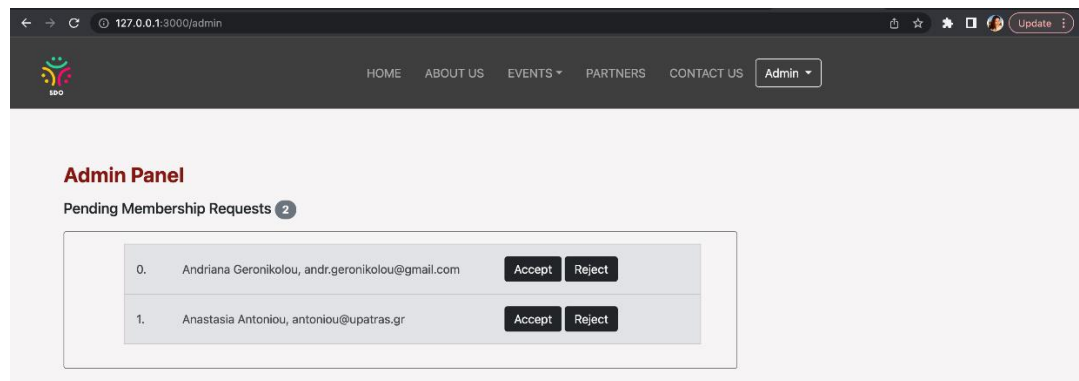 127.0.0.1:3000/admin
Update
SDO
HOME ABOUT US EVENTS PARTNERS CONTACT US Admin
Admin Panel
Pending Membership Requests 2
0. Andriana Geronikolou, andr.geronikolou@gmail.com Accept Reject
1. Anastasia Antoniou, antoniou@upatras.gr Accept Reject